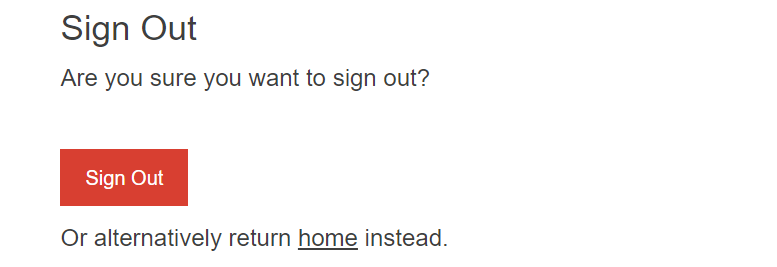 Sign Out
Are you sure you want to sign out?
Sign Out
Or alternatively return home instead.